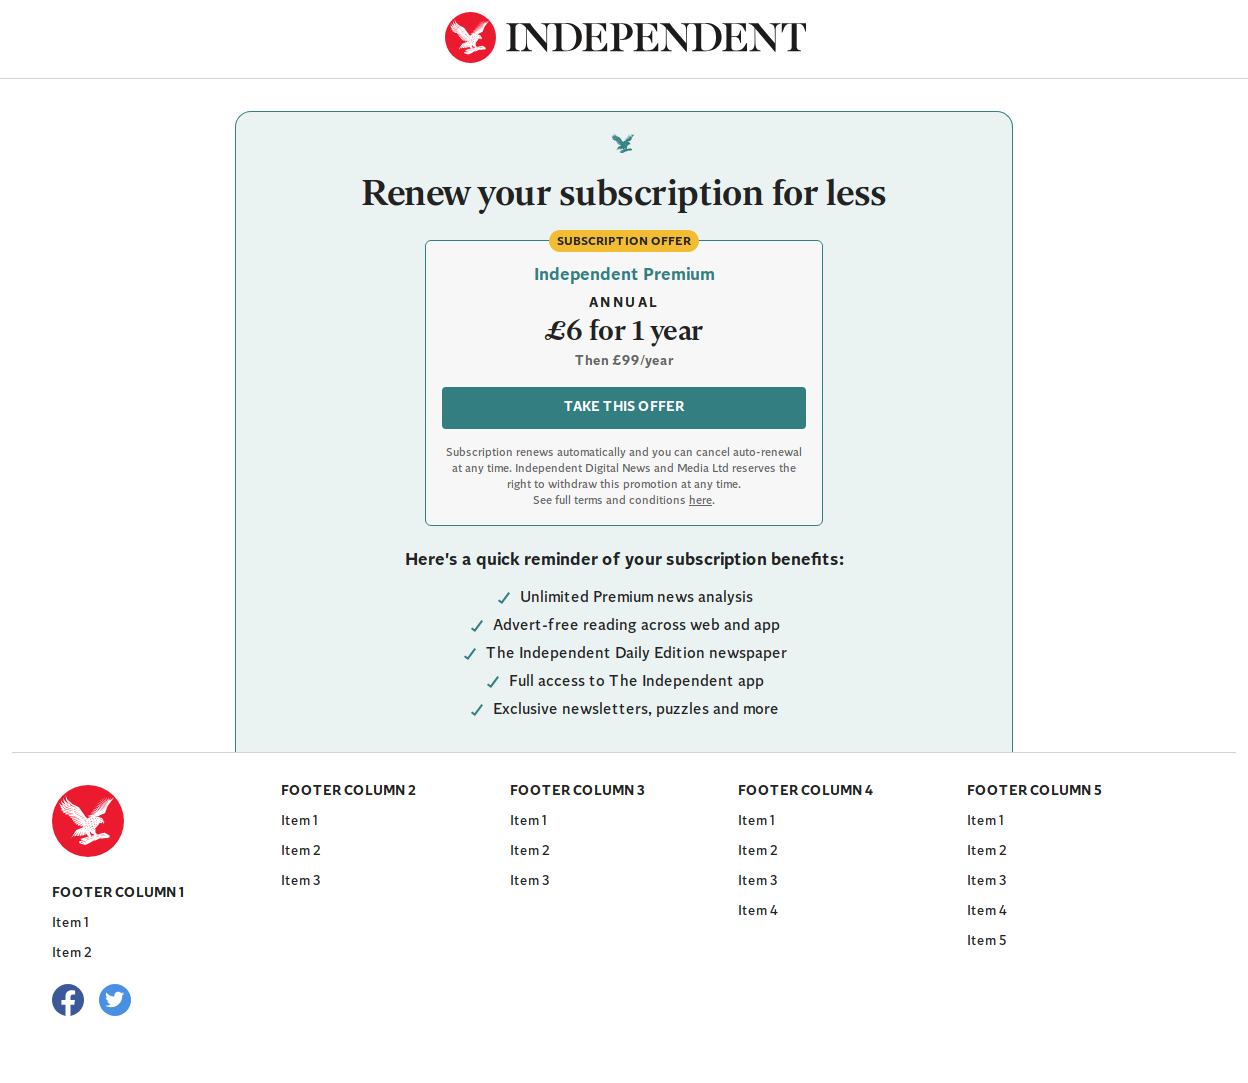 INDEPENDENT
Renew your subscription for less
SUBSCRIPTION OFFER
Independent Premium
ANNUAL
£6 for 1 year
Then £99/year
TAKE THIS OFFER
Subscription renews automatically and you can cancel auto-renewal
at any time. Independent Digital News and Media Ltd reserves the
right to withdraw this promotion at any time.
See full terms and conditions here.
Here's a quick reminder of your subscription benefits:
Unlimited Premium news analysis
Advert-free reading across web and app
The Independent Daily Edition newspaper
Full access to The Independent app
Exclusive newsletters, puzzles and more
FOOTER COLUMN 1
Item 1
Item 2
FOOTER COLUMN 2
Item 1
Item 2
Item 3
FOOTER COLUMN 3
Item 1
Item 2
Item 3
FOOTER COLUMN 4
Item 1
Item 2
Item 3
Item 4
FOOTER COLUMN 5
Item 1
Item 2
Item 3
Item 4
Item 5